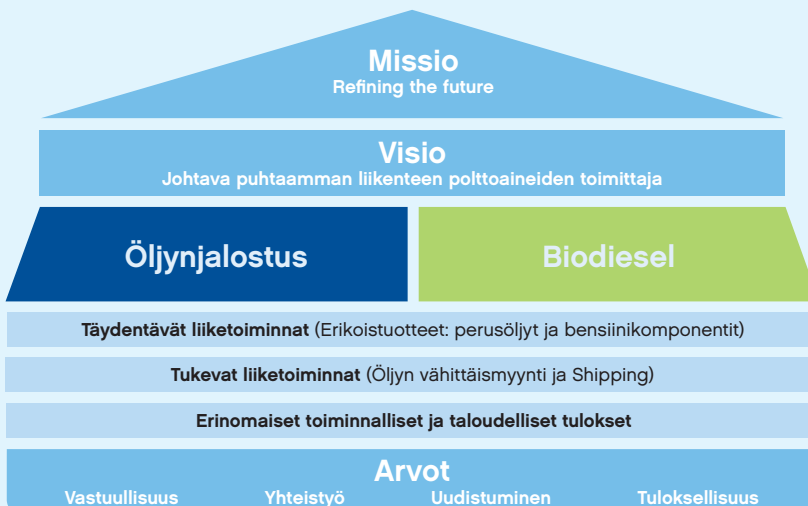 Missio
Refining the future
Visio
Johtava puhtaamman liikenteen polttoaineiden toimittaja
Öljynjalostus
Biodiesel
Täydentävät liiketoiminnat (Erikoistuotteet: perusöljyt ja bensiinikomponentit)
Tukevat liiketoiminnat (Öljyn vähittäismyynti ja Shipping)
Erinomaiset toiminnalliset ja taloudelliset tulokset
Arvot
Vastuullisuus Yhteistyö Uudistuminen Tuloksellisuus